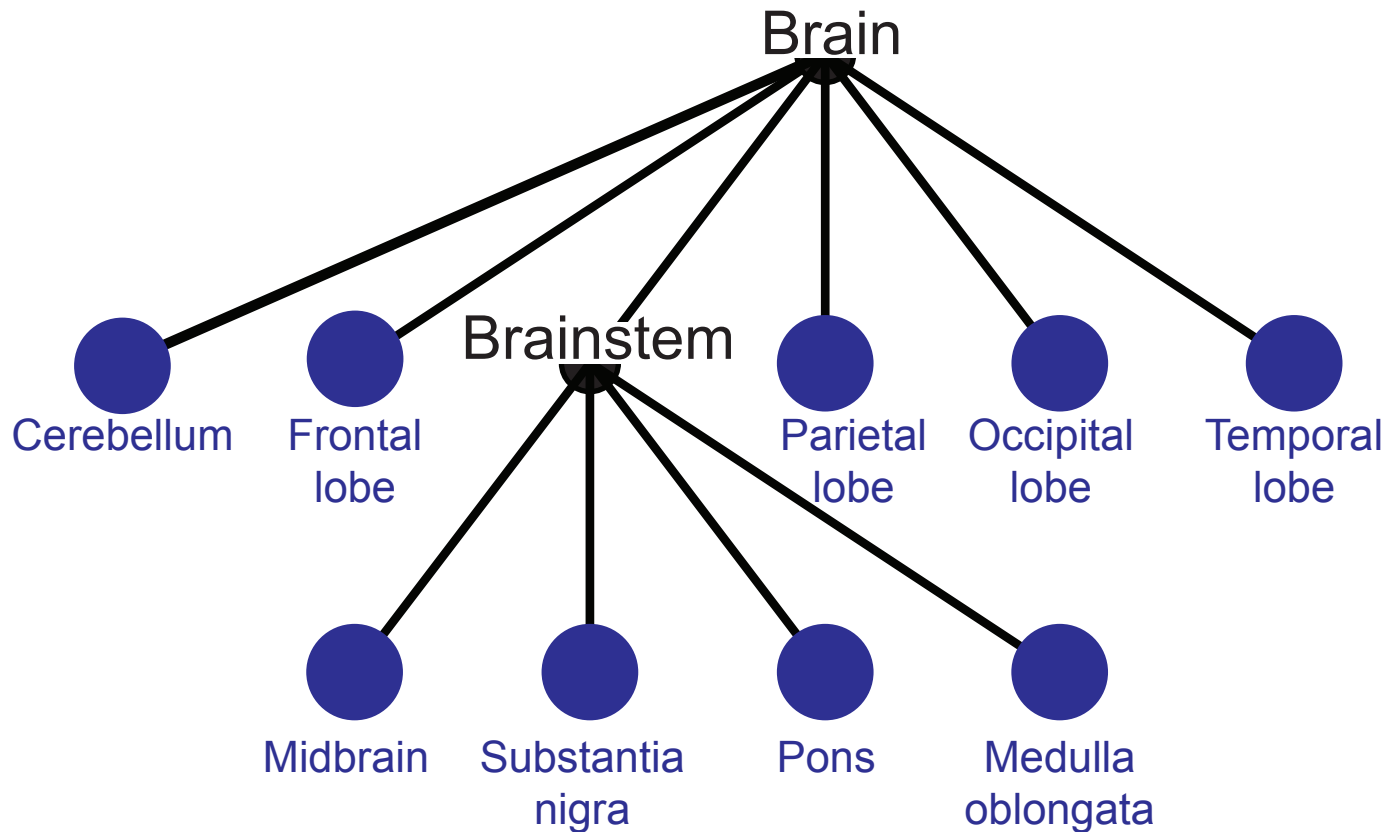 Brain
Brainstem
Cerebellum
Frontal
lobe
Parietal
lobe
Occipital
lobe
Temporal
lobe
Midbrain
Substantia
nigra
Pons
Medulla
oblongata